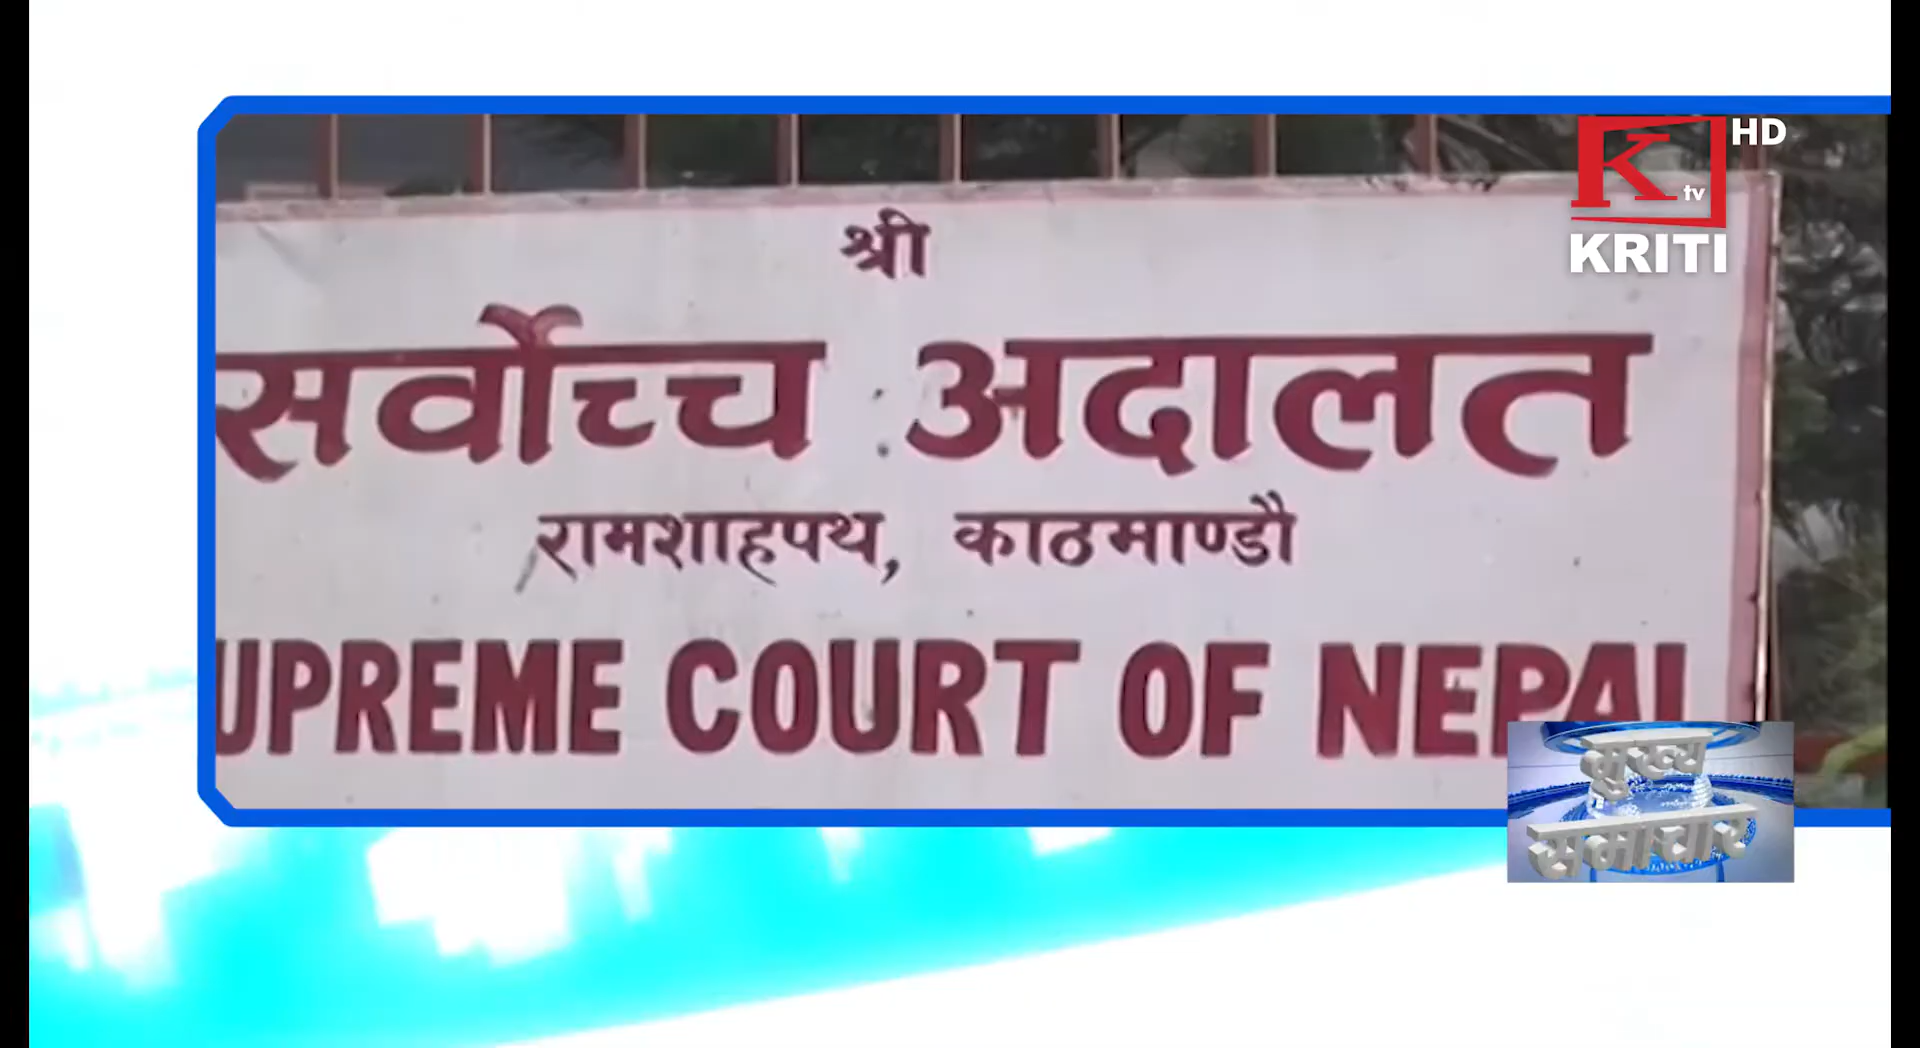 HD
K tv
KRITI
श्री
सर्वोच्च अदालत
रामशाहपथ, काठमाण्डौ
UPREME COURT OF NEPAL
मुख्य
समाचार